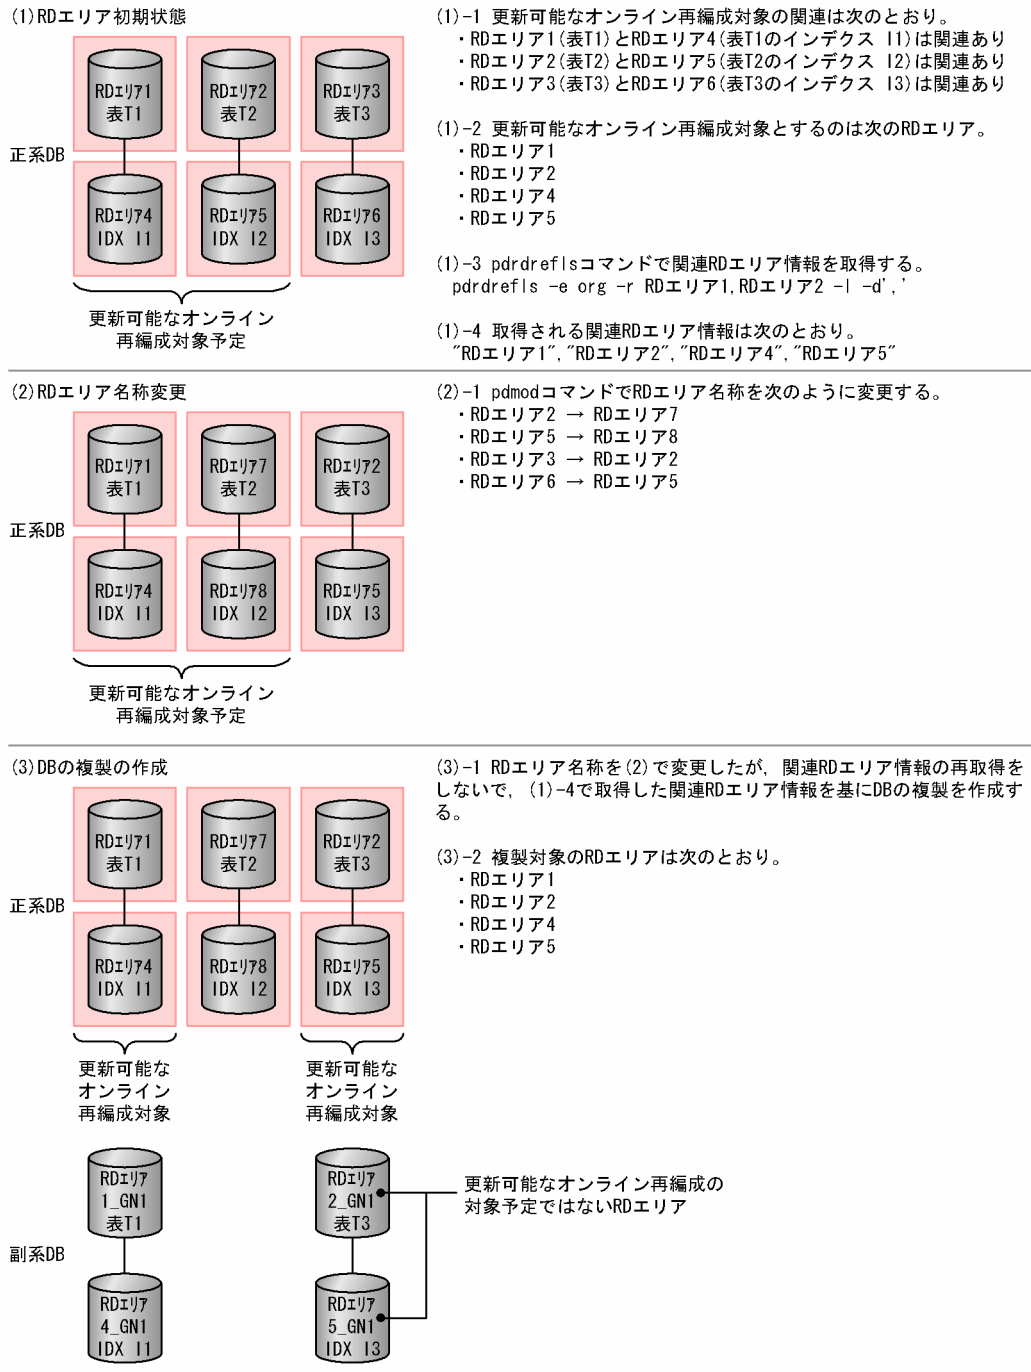 (1)RDエリア初期状態
RDエリア1
表T1
RDエリア2
表T2
RDエリア3
表T3
正系DB
RDエリア4
IDX I1
RDエリア5
IDX I2
RDエリア6
IDX I3
更新可能なオンライン
再編成対象予定
(1)-1 更新可能なオンライン再編成対象の関連は次のとおり。
・RDエリア1(表T1)とRDエリア4(表T1のインデクス I1)は関連あり
・RDエリア2(表T2)とRDエリア5(表T2のインデクス I2)は関連あり
・RDエリア3(表T3)とRDエリア6(表T3のインデクス I3)は関連あり
(1)-2 更新可能なオンライン再編成対象とするのは次のRDエリア。
・RDエリア1
・RDエリア2
・RDエリア4
・RDエリア5
(1)-3 pdrdreflsコマンドで関連RDエリア情報を取得する。
pdrdrefls -e org -r RDエリア1,RDエリア2 -l -d','
(1)-4 取得される関連RDエリア情報は次のとおり。
"RDエリア1","RDエリア2","RDエリア4","RDエリア5"
(2)RDエリア名称変更
RDエリア1
表T1
RDエリア7
表T2
RDエリア2
表T3
正系DB
RDエリア4
IDX I1
RDエリア8
IDX I2
RDエリア5
IDX I3
更新可能なオンライン
再編成対象予定
(2)-1 pdmodコマンドでRDエリア名称を次のように変更する。
・RDエリア2 → RDエリア7
・RDエリア5 → RDエリア8
・RDエリア3 → RDエリア2
・RDエリア6 → RDエリア5
(3)DBの複製の作成
RDエリア1
表T1
RDエリア7
表T2
RDエリア2
表T3
正系DB
RDエリア4
IDX I1
RDエリア8
IDX I2
RDエリア5
IDX I3
更新可能な
オンライン
再編成対象
更新可能な
オンライン
再編成対象
(3)-1 RDエリア名称を(2)で変更したが，関連RDエリア情報の再取得を
しないで，(1)-4で取得した関連RDエリア情報を基にDBの複製を作成す
る。
(3)-2 複製対象のRDエリアは次のとおり。
・RDエリア1
・RDエリア2
・RDエリア4
・RDエリア5
RDエリア
1_GN1
表T1
RDエリア
2_GN1
表T3
更新可能なオンライン再編成の
対象予定ではないRDエリア
副系DB
RDエリア
4_GN1
IDX I1
RDエリア
5_GN1
IDX I3